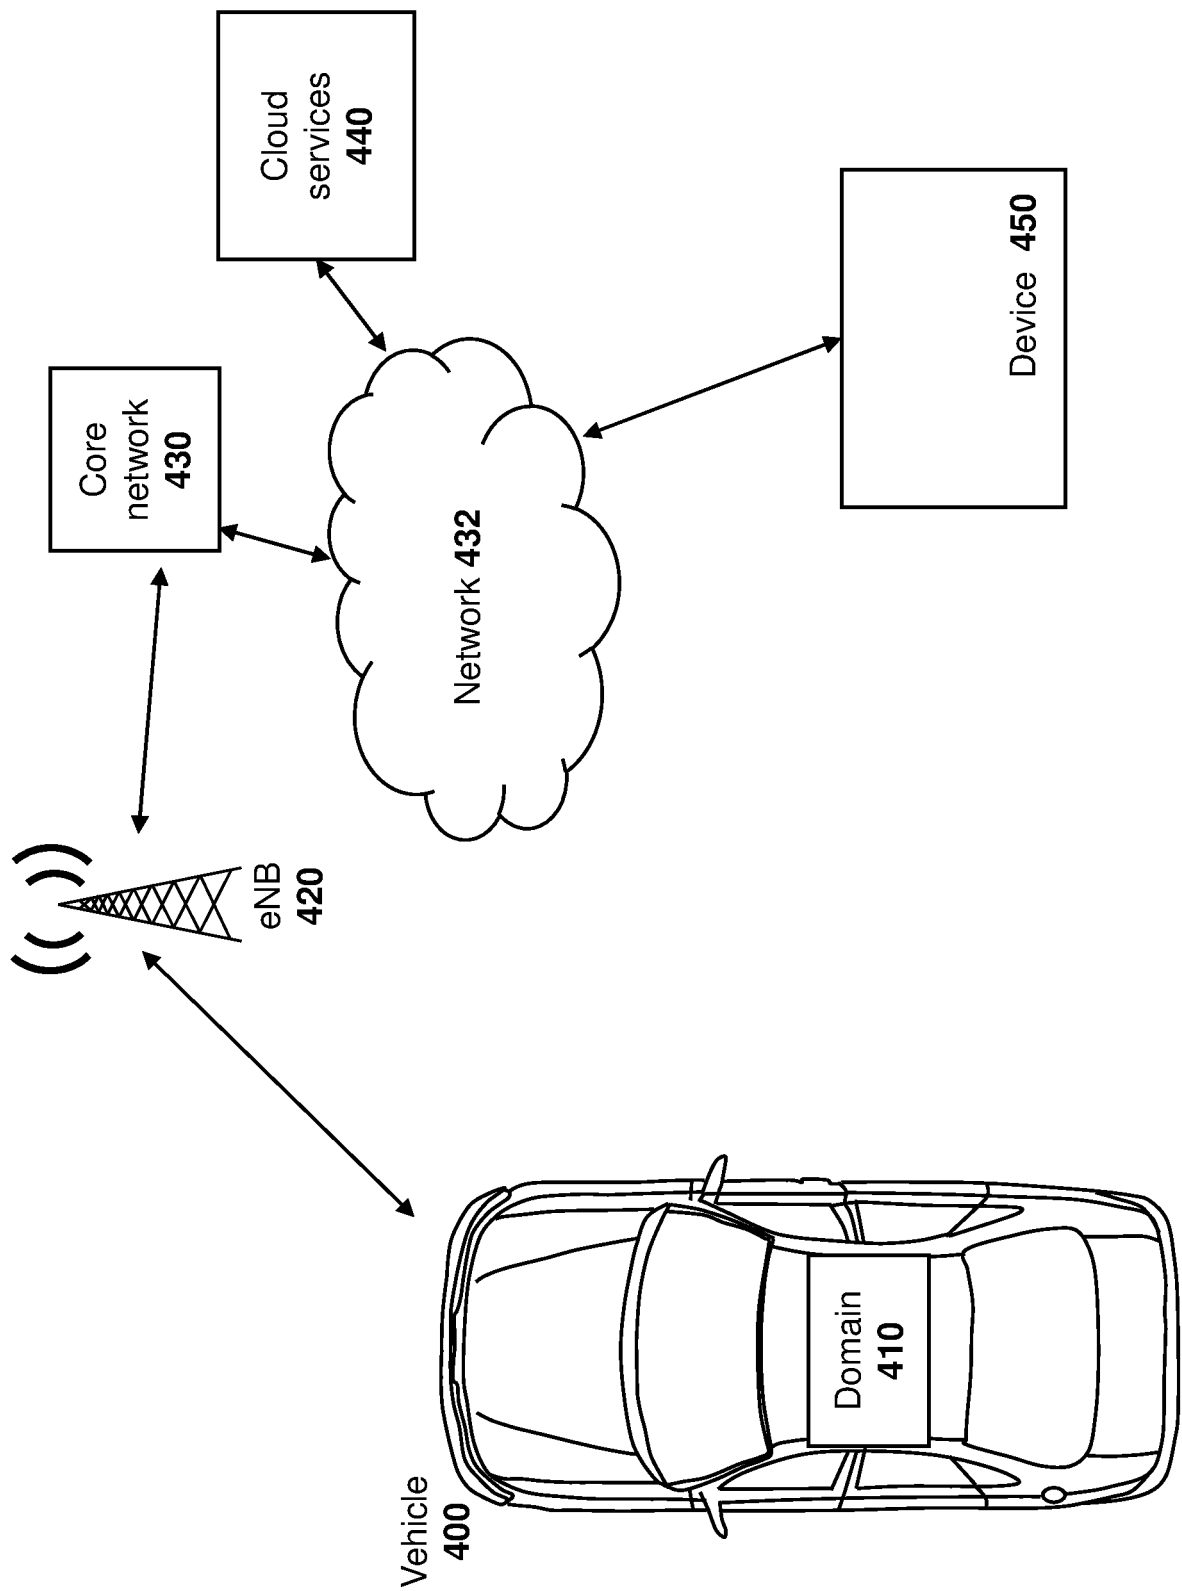 Vehicle
400
Domain
410
eNB
420
Core
network
430
Network 432
Cloud
services
440
Device 450